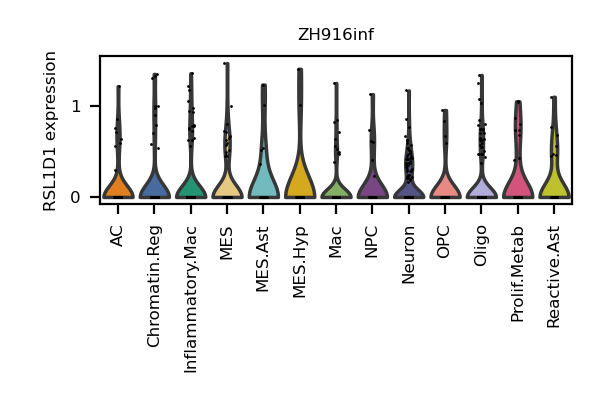 ZH916inf
RSL1D1 expression
1
0
AC
Chromatin.Reg
Inflammatory.Mac
MES
MES.Ast
MES.Hyp
Mac
NPC
Neuron
OPC
Oligo
Prolif.Metab
Reactive.Ast